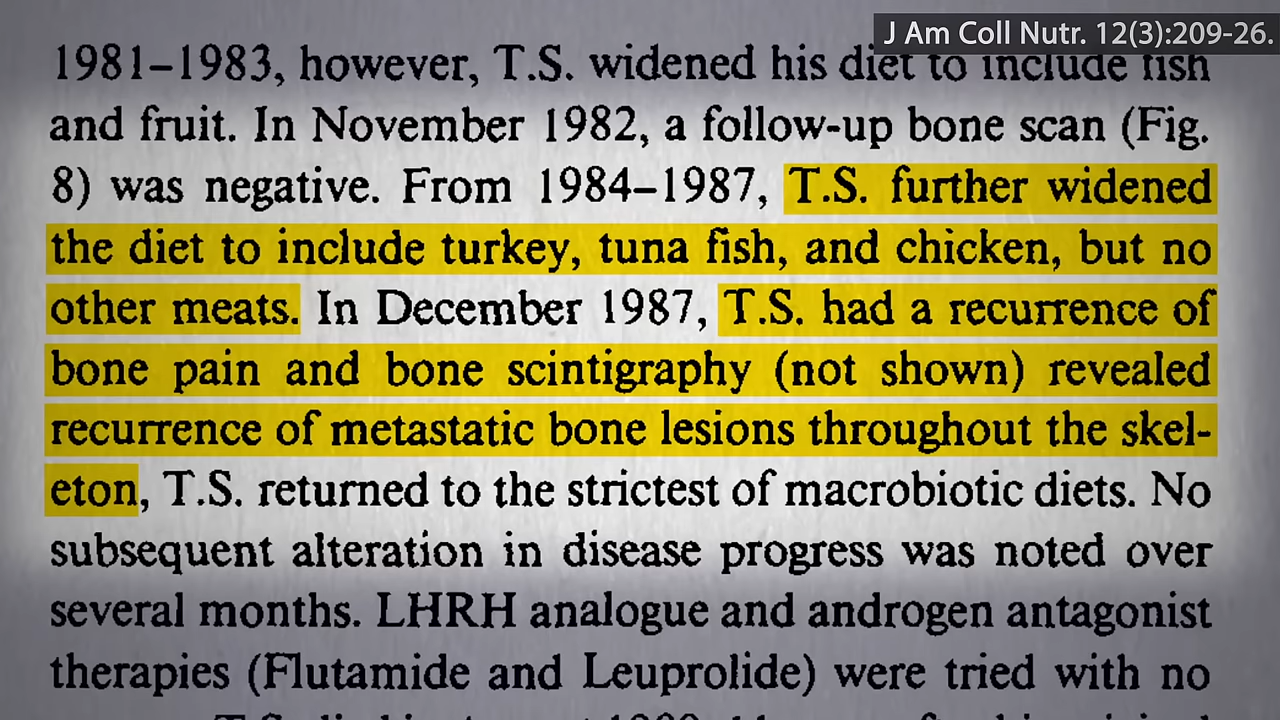 J Am Coll Nutr. 12(3):209-26.
1981–1983, however, T.S. widened his diet to include fish
and fruit. In November 1982, a follow-up bone scan (Fig.
8) was negative. From 1984–1987, T.S. further widened
the diet to include turkey, tuna fish, and chicken, but no
other meats. In December 1987, T.S. had a recurrence of
bone pain and bone scintigraphy (not shown) revealed
recurrence of metastatic bone lesions throughout the skel-
eton, T.S. returned to the strictest of macrobiotic diets. No
subsequent alteration in disease progress was noted over
several months. LHRH analogue and androgen antagonist
therapies (Flutamide and Leuprolide) were tried with no